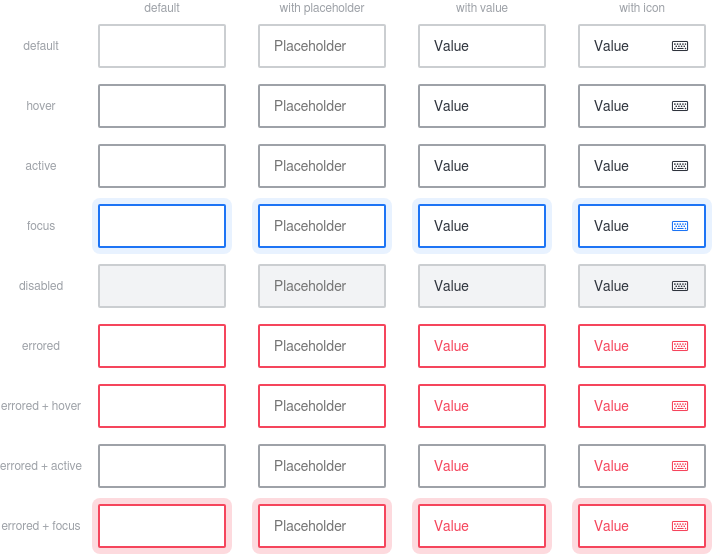 default with placeholder with value with icon
default Placeholder Value Value
hover Placeholder Value Value
active Placeholder Value Value
focus Placeholder Value Value
disabled Placeholder Value Value
errored Placeholder Value Value
errored + hover Placeholder Value Value
errored + active Placeholder Value Value
errored + focus Placeholder Value Value